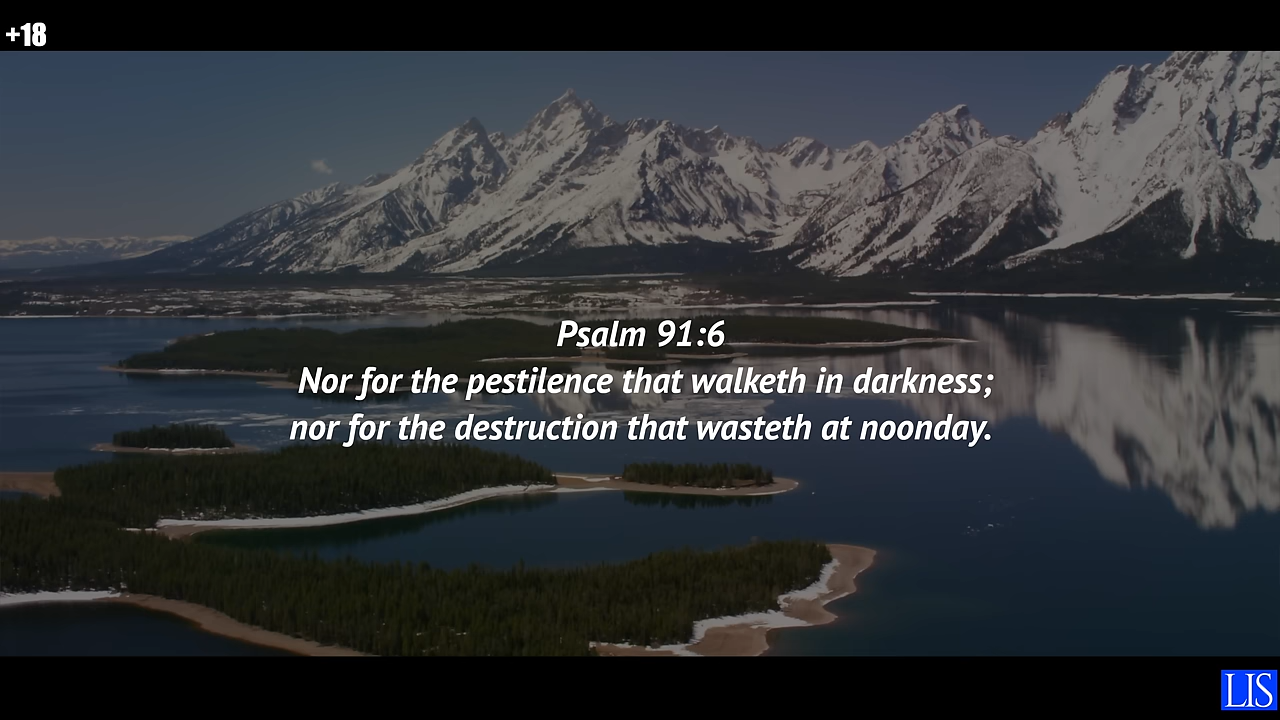 +18
Psalm 91:6
Nor for the pestilence that walketh in darkness;
nor for the destruction that wasteth at noonday.
LIS